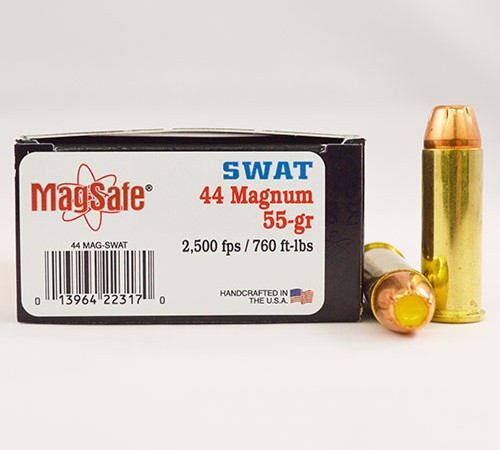 MagSafe®
44 MAG-SWAT
0 13964 22317 0
SWAT
44 Magnum
55-gr
2,500 fps / 760 ft-lbs
HANDCRAFTED IN
THE U.S.A.